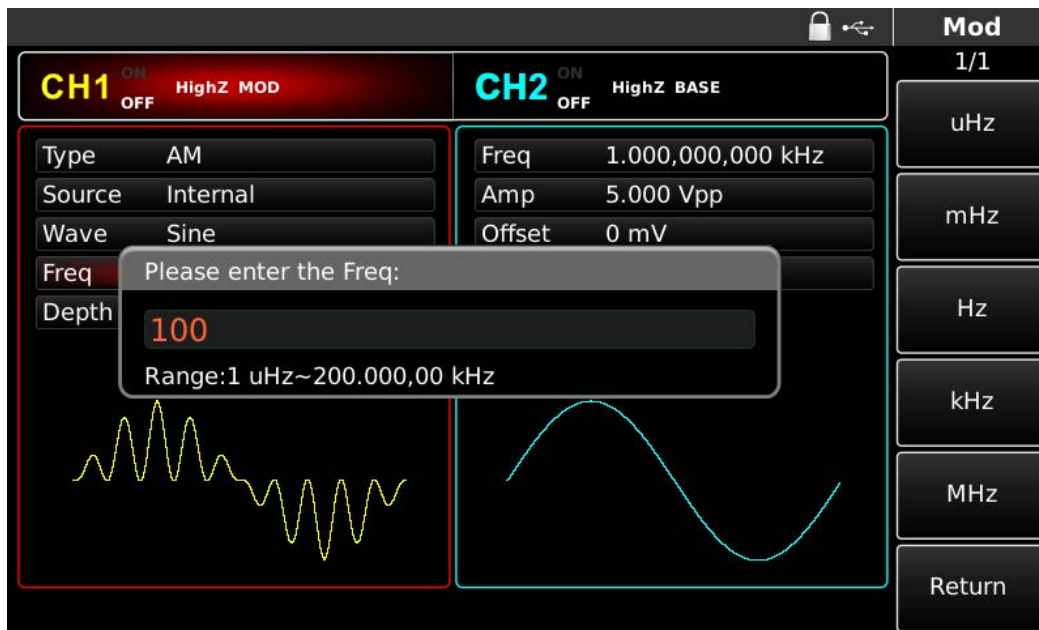 Mod
1/1
CH1 ON OFF HighZ MOD
CH2 ON OFF HighZ BASE
Type AM
Source Internal
Wave Sine
Freq
Depth
Freq 1.000,000,000 kHz
Amp 5.000 Vpp
Offset 0 mV
Please enter the Freq:
100
Range:1 uHz~200.000,00 kHz
uHz
mHz
Hz
kHz
MHz
Return